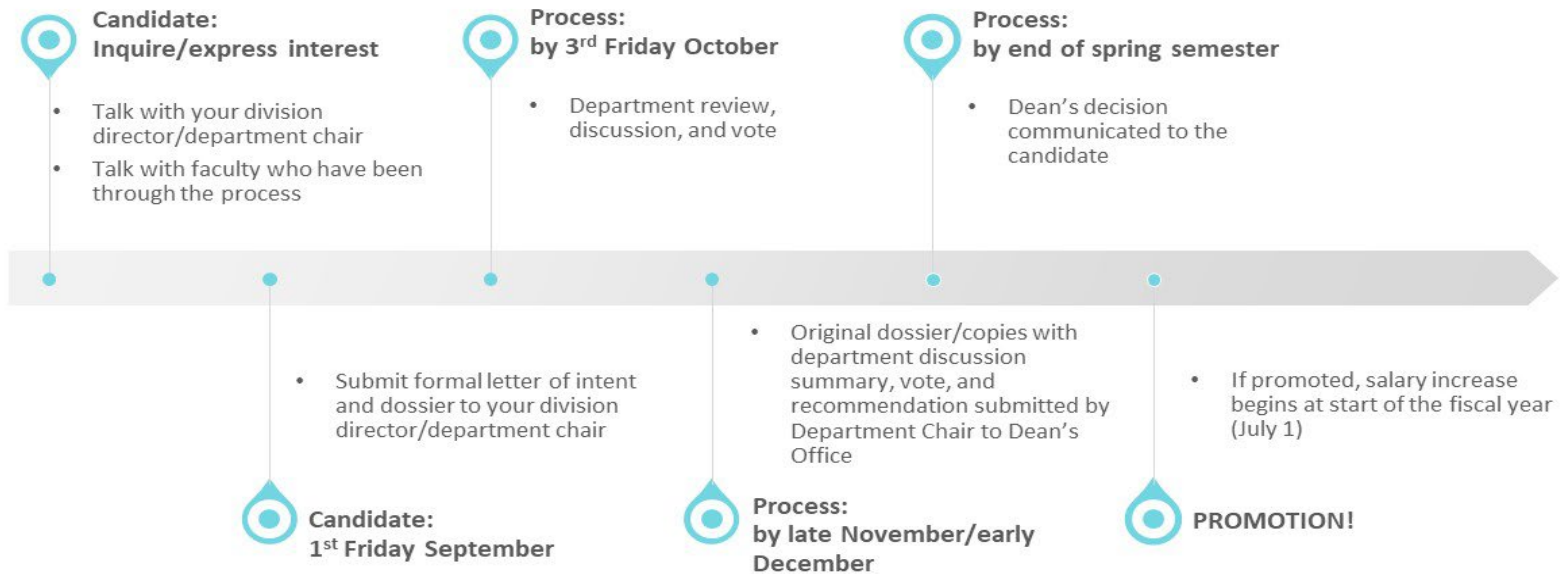 Candidate:
Inquire/express interest
• Talk with your division
director/department chair
• Talk with faculty who have been
through the process
Candidate:
1st Friday September
• Submit formal letter of intent
and dossier to your division
director/department chair
Process:
by 3rd Friday October
• Department review,
discussion, and vote
Process:
by late November/early
December
• Original dossier/copies with
department discussion
summary, vote, and
recommendation submitted by
Department Chair to Dean’s
Office
Process:
by end of spring semester
• Dean’s decision
communicated to the
candidate
PROMOTION!
• If promoted, salary increase
begins at start of the fiscal year
(July 1)